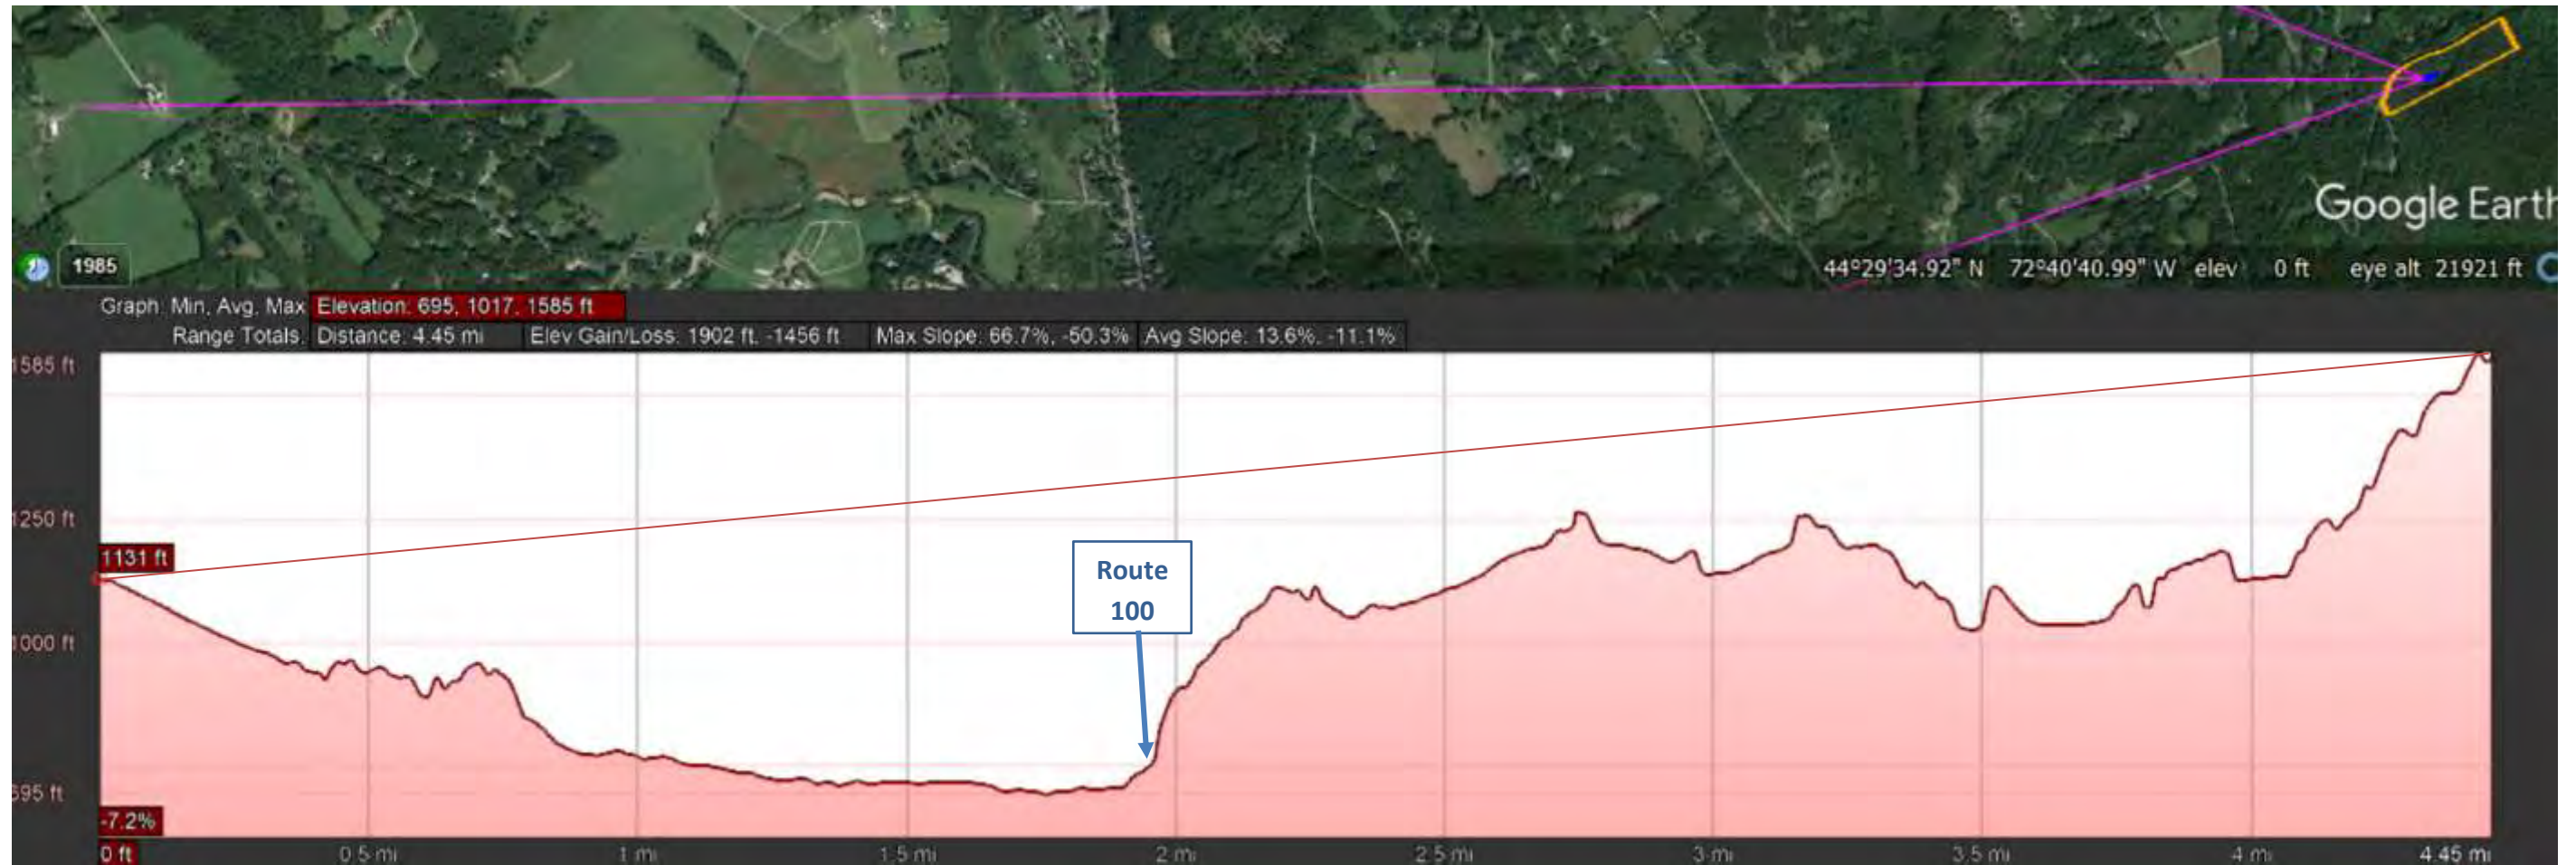 Google Earth
1985
44°29'34.92" N 72°40'40.99" W elev 0 ft eye alt 21921 ft
Graph: Min, Avg, Max Elevation: 695, 1017, 1585 ft
Range Totals: Distance: 4.45 mi Elev Gain/Loss: 1902 ft, -1456 ft Max Slope: 66.7%, -50.3% Avg Slope: 13.6%, -11.1%
1585 ft
1250 ft
1131 ft
Route
100
1000 ft
695 ft
-7.2%
0 ft 0.5 mi 1 mi 1.5 mi 2 mi 2.5 mi 3 mi 3.5 mi 4 mi 4.45 mi